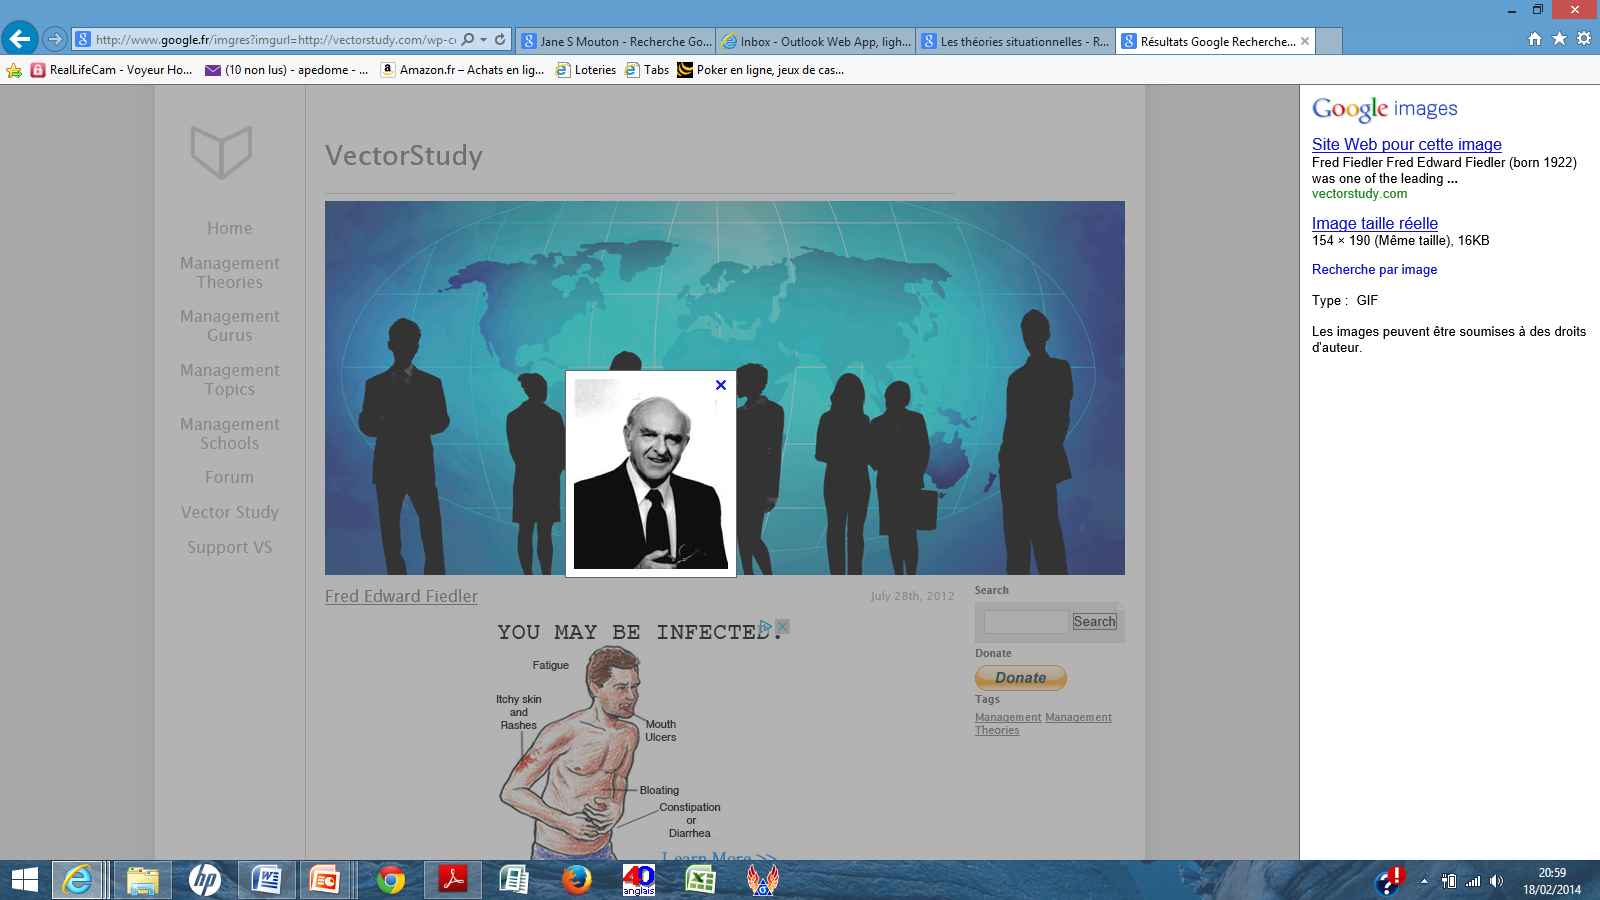 http://www.google.fr/imgres?imgurl=http://vectorstudy.com/wp-c
Jane S Mouton - Recherche Go...
Inbox - Outlook Web App, ligh...
Les théories situationnelles - R...
Résultats Google Recherche...
RealLifeCam - Voyeur Ho...
(10 non lus) - apedome - ...
Amazon.fr – Achats en lig...
Loteries
Tabs
Poker en ligne, jeux de cas...
VectorStudy
Home
Management
Theories
Management
Gurus
Management
Topics
Management
Schools
Forum
Vector Study
Support VS
Fred Edward Fiedler
July 28th, 2012
YOU MAY BE INFECTED.
Fatigue
Itchy skin
and
Rashes
Mouth
Ulcers
Bloating
Constipation
or
Diarrhea
Learn More >>
Search
Search
Donate
Donate
Tags
Management Management
Theories
Google images
Site Web pour cette image
Fred Fiedler Fred Edward Fiedler (born 1922)
was one of the leading ...
vectorstudy.com
Image taille réelle
154 × 190 (Même taille), 16KB
Recherche par image
Type : GIF
Les images peuvent être soumises à des droits
d'auteur.
hp
40
anglais
20:59
18/02/2014